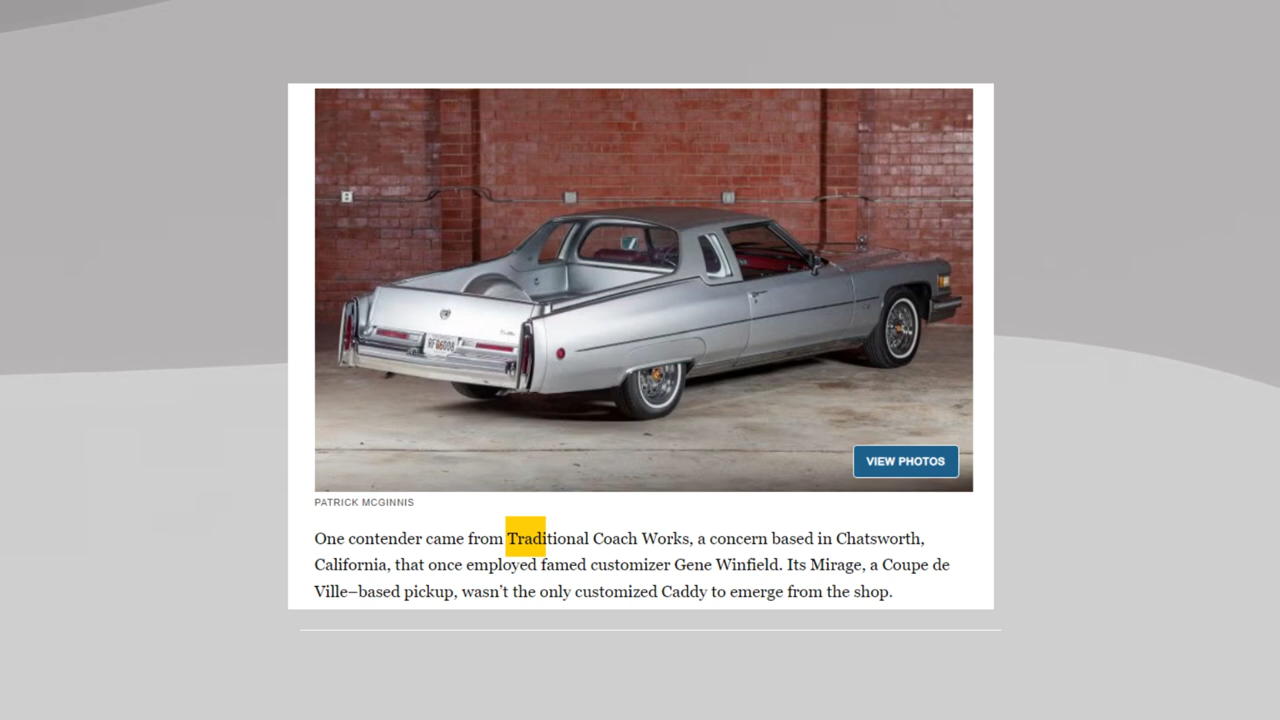 VIEW PHOTOS
PATRICK MCGINNIS
One contender came from Traditional Coach Works, a concern based in Chatsworth,
California, that once employed famed customizer Gene Winfield. Its Mirage, a Coupe de
Ville–based pickup, wasn't the only customized Caddy to emerge from the shop.